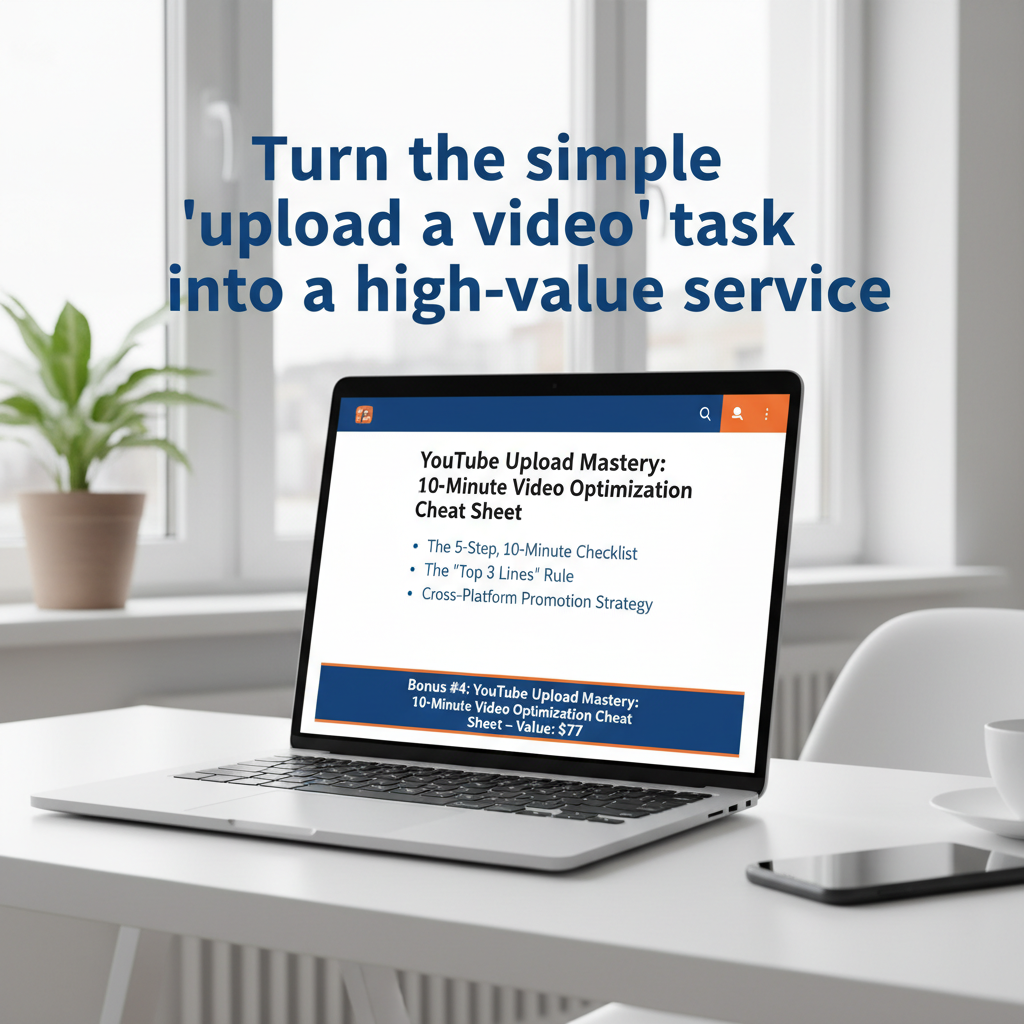 Turn the simple
'upload a video' task
into a high-value service
YouTube Upload Mastery:
10-Minute Video Optimization
Cheat Sheet
• The 5-Step, 10-Minute Checklist
• The "Top 3 Lines" Rule
• Cross-Platform Promotion Strategy
Bonus #4: YouTube Upload Mastery:
10-Minute Video Optimization Cheat
Sheet – Value: $77